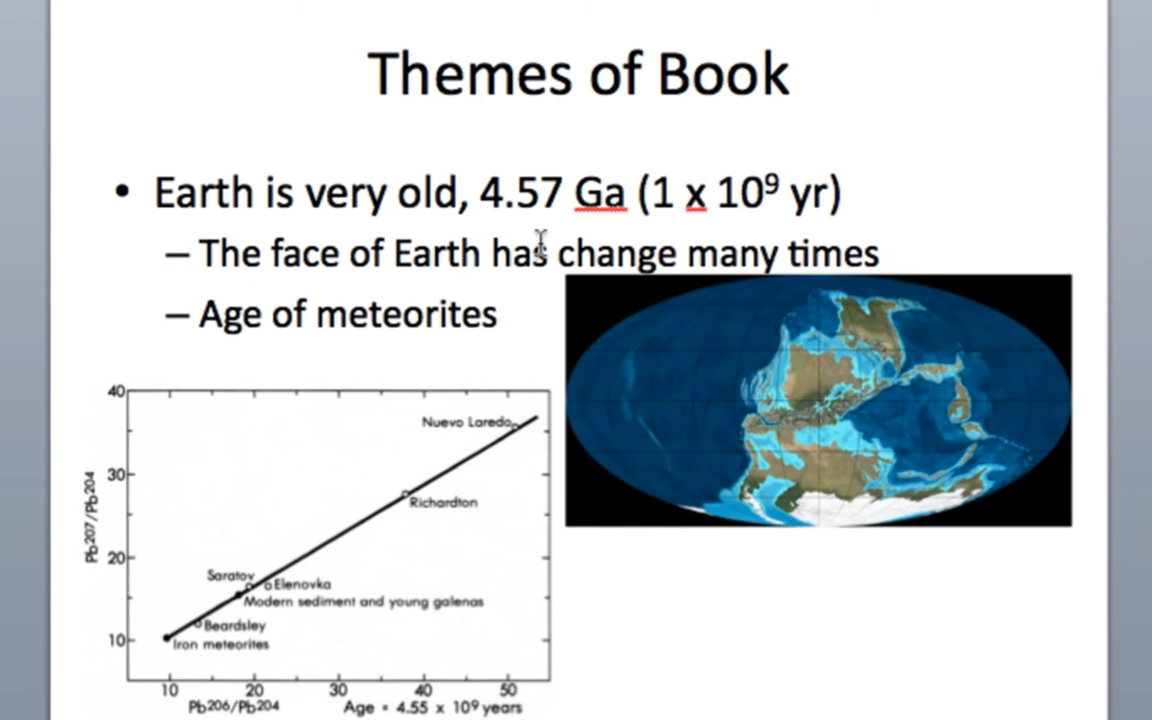 Themes of Book
• Earth is very old, 4.57 Ga (1 x 10⁹ yr)
– The face of Earth has change many times
– Age of meteorites
40
30
20
10
Pb207/Pb204
Nuevo Laredo
Richardton
Saratov
Elenovka
Modern sediment and young galenas
Beardsley
Iron meteorites
10 20 30 40 50
Pb206/Pb204 Age = 4.55 x 10⁹ years